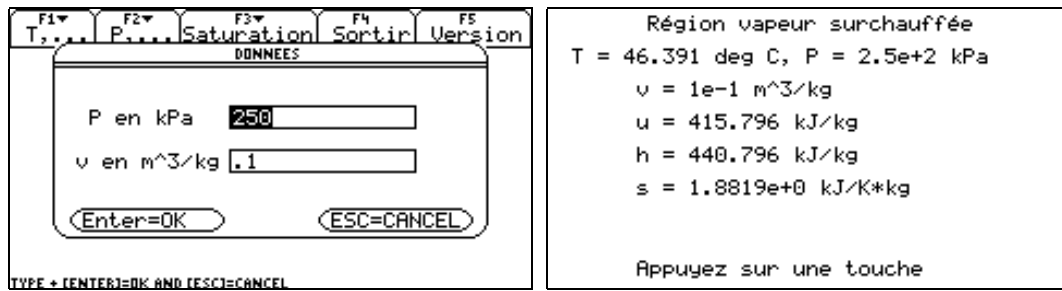 F1▾ F2▾ F3▾ F4 F5
T,... P,... Saturation Sortir Version
DONNEES
P en kPa 250
v en m^3/kg .1
Enter=OK ESC=CANCEL
TYPE + [ENTER]=OK AND [ESC]=CANCEL
Région vapeur surchauffée
T = 46.391 deg C, P = 2.5e+2 kPa
v = 1e-1 m^3/kg
u = 415.796 kJ/kg
h = 440.796 kJ/kg
s = 1.8819e+0 kJ/K*kg
Appuyez sur une touche